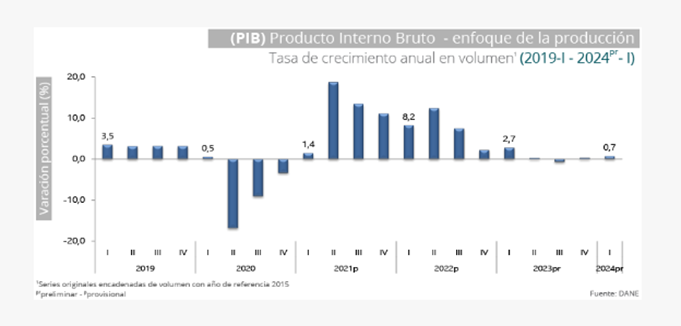 (PIB) Producto Interno Bruto - enfoque de la producción
Tasa de crecimiento anual en volumen¹ (2019-I - 2024ᵖʳ- I)
Varación porcentual (%)
20,0
10,0
0,0
-10,0
-20,0
3,5
0,5
1,4
8,2
2,7
0,7
I II III IV I II III IV I II III IV I II III IV I II III IV I
2019 2020 2021p 2022p 2023pr 2024pr
¹Series originales encadenadas de volumen con año de referencia 2015
ᵖʳpreliminar - ᵖprovisional
Fuente: DANE